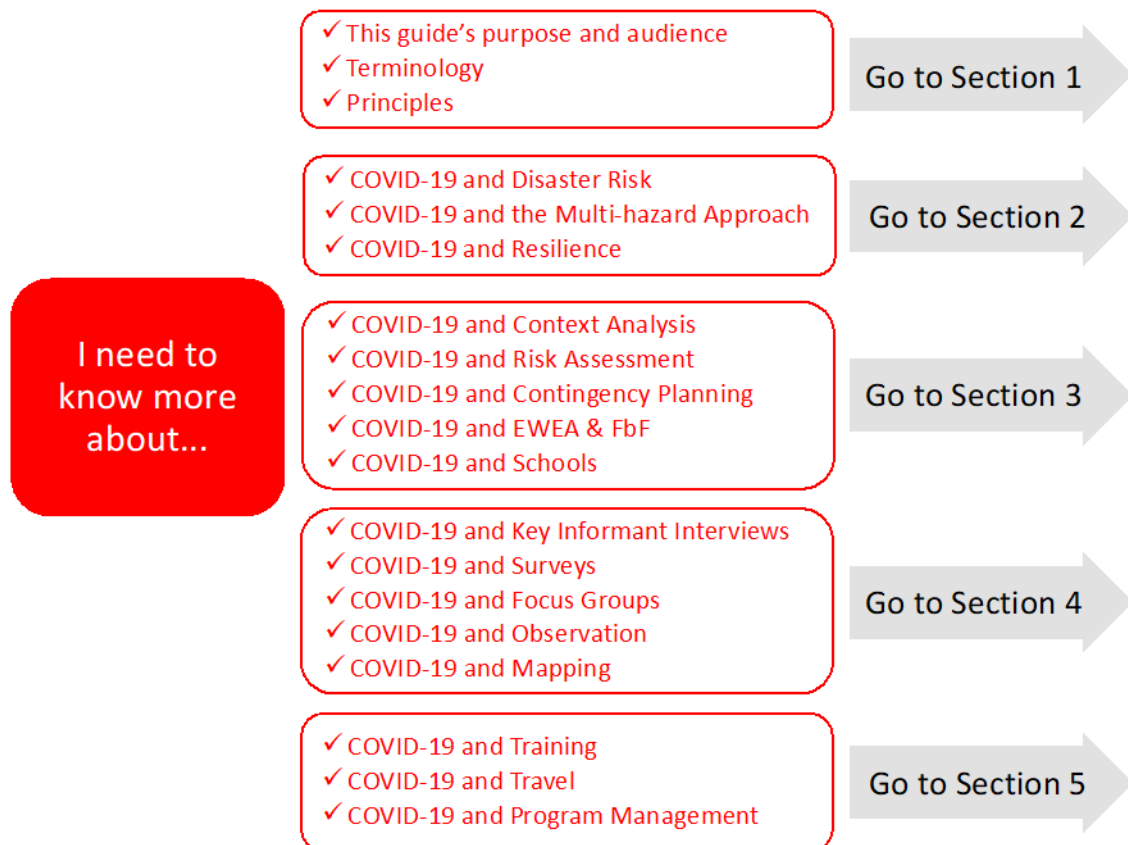 I need to
know more
about...
✓ This guide's purpose and audience
✓ Terminology
✓ Principles
Go to Section 1
✓ COVID-19 and Disaster Risk
✓ COVID-19 and the Multi-hazard Approach
✓ COVID-19 and Resilience
Go to Section 2
✓ COVID-19 and Context Analysis
✓ COVID-19 and Risk Assessment
✓ COVID-19 and Contingency Planning
✓ COVID-19 and EWEA & FbF
✓ COVID-19 and Schools
Go to Section 3
✓ COVID-19 and Key Informant Interviews
✓ COVID-19 and Surveys
✓ COVID-19 and Focus Groups
✓ COVID-19 and Observation
✓ COVID-19 and Mapping
Go to Section 4
✓ COVID-19 and Training
✓ COVID-19 and Travel
✓ COVID-19 and Program Management
Go to Section 5